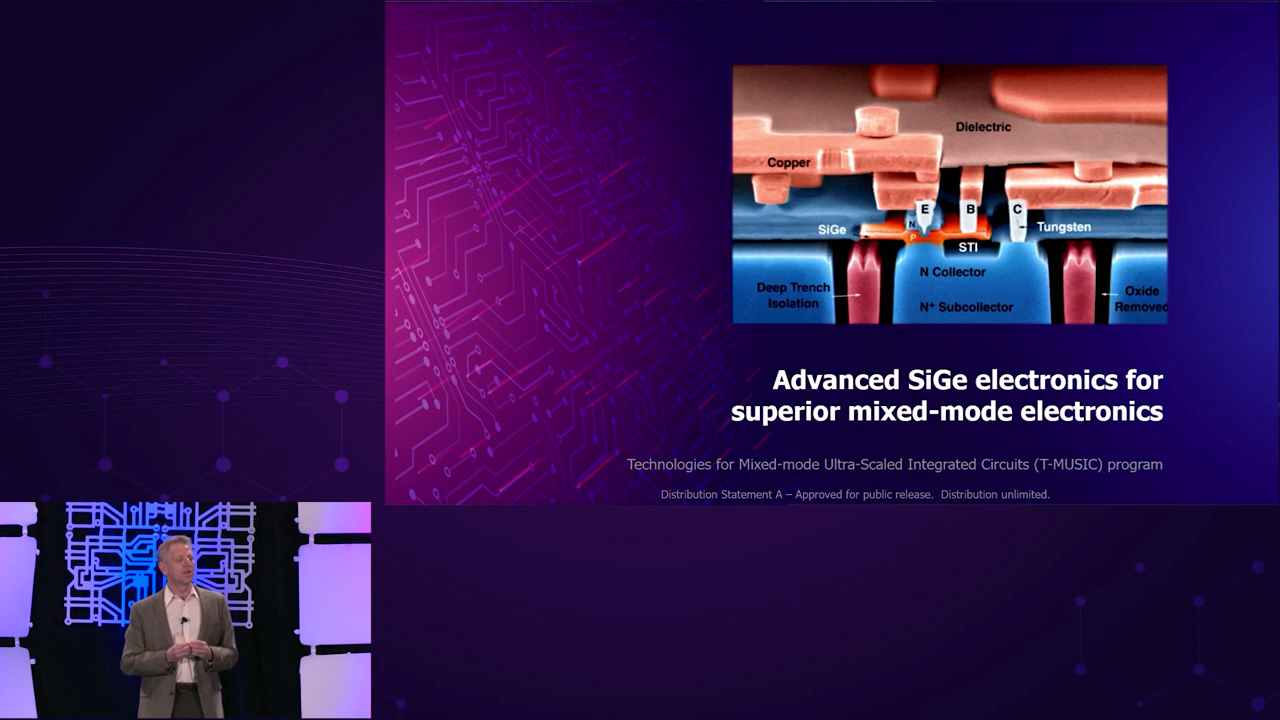 Dielectric
Copper
E B C
N
SiGe
P
Tungsten
STI
N Collector
Deep Trench
Isolation
Oxide
Removed
N+ Subcollector
Advanced SiGe electronics for
superior mixed-mode electronics
Technologies for Mixed-mode Ultra-Scaled Integrated Circuits (T-MUSIC) program
Distribution Statement A – Approved for public release. Distribution unlimited.